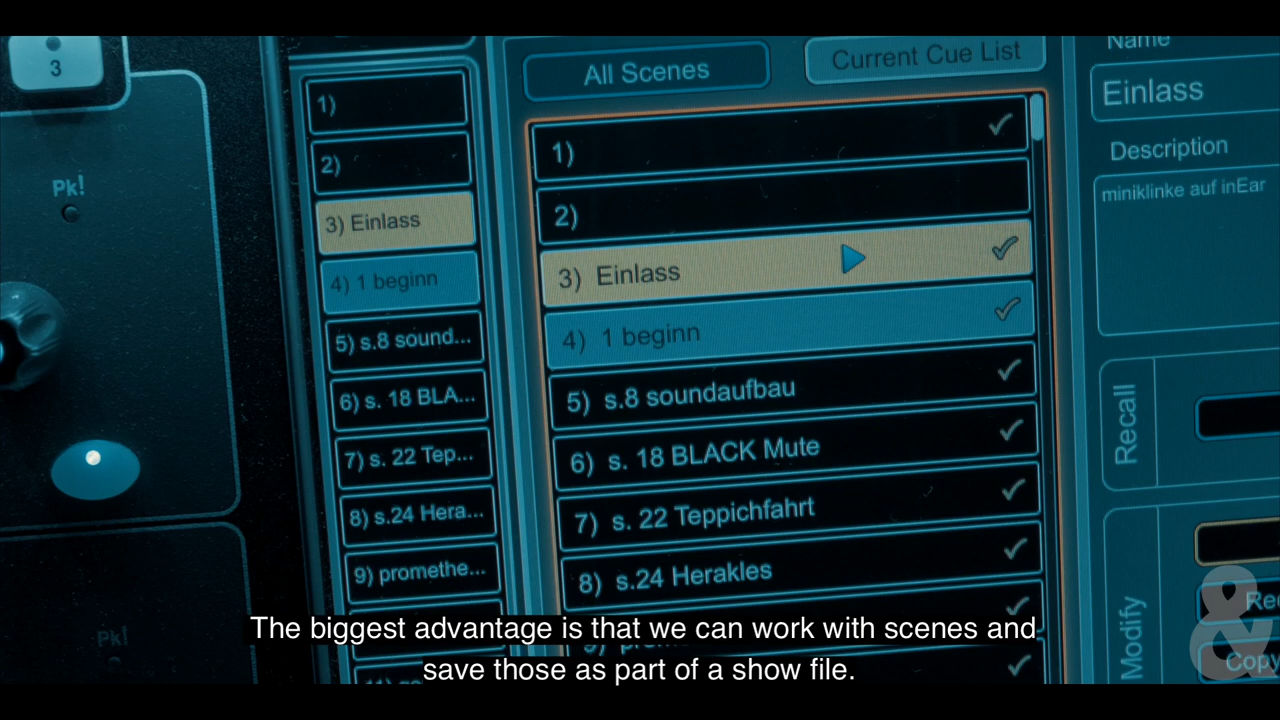 3
Pk!
Pk!
1)
2)
3) Einlass
4) 1 beginn
5) s.8 sound...
6) s. 18 BLA...
7) s. 22 Tep...
8) s.24 Hera...
9) promethe...
All Scenes
Current Cue List
1)
2)
3) Einlass
4) 1 beginn
5) s.8 soundaufbau
6) s. 18 BLACK Mute
7) s. 22 Teppichfahrt
8) s.24 Herakles
Name
Einlass
Description
miniklinke auf inEar
Recall
Modify
Copy
&
The biggest advantage is that we can work with scenes and
save those as part of a show file.